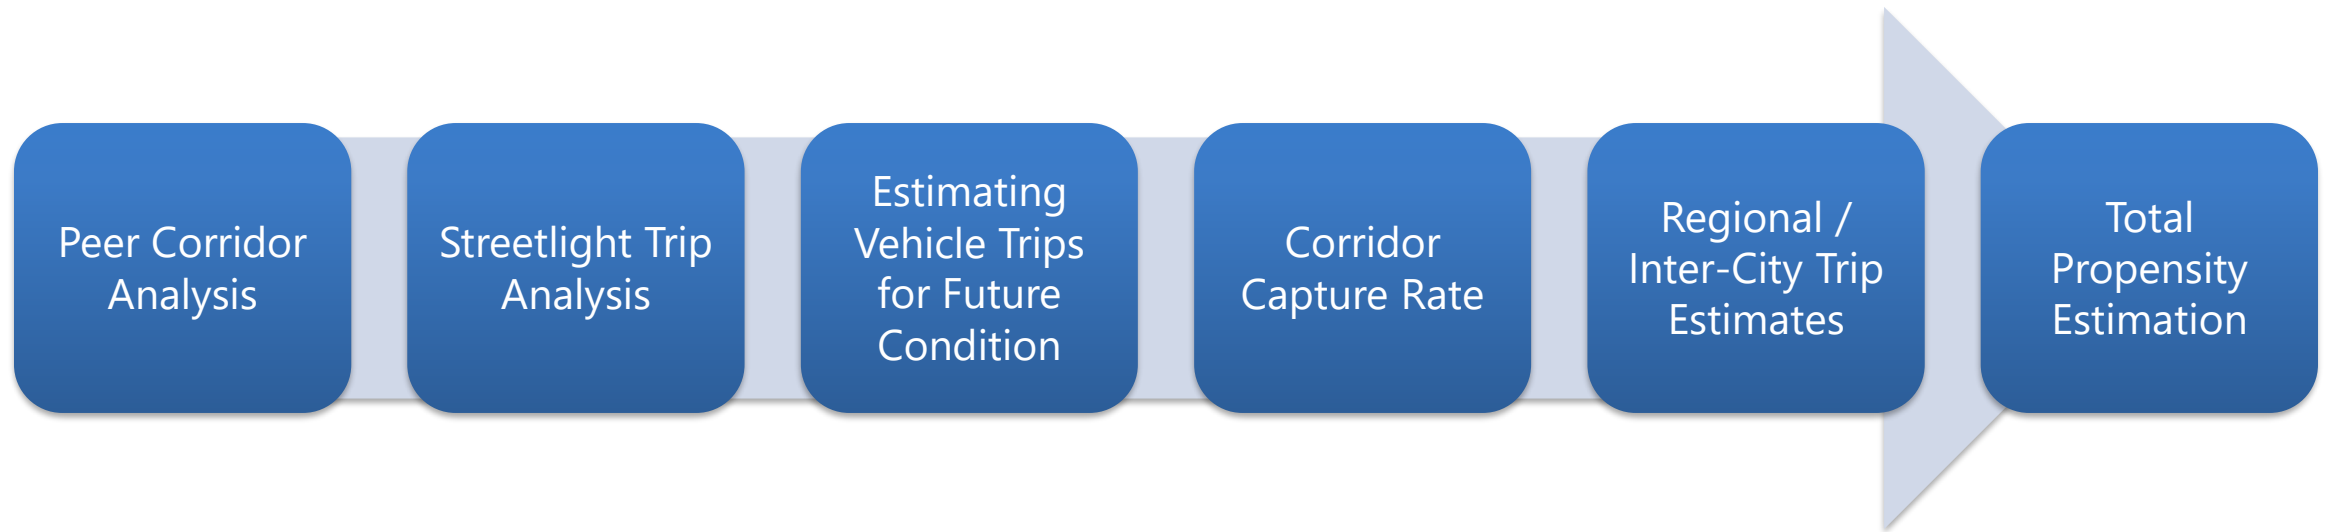 Peer Corridor
Analysis
Streetlight Trip
Analysis
Estimating
Vehicle Trips
for Future
Condition
Corridor
Capture Rate
Regional /
Inter-City Trip
Estimates
Total
Propensity
Estimation